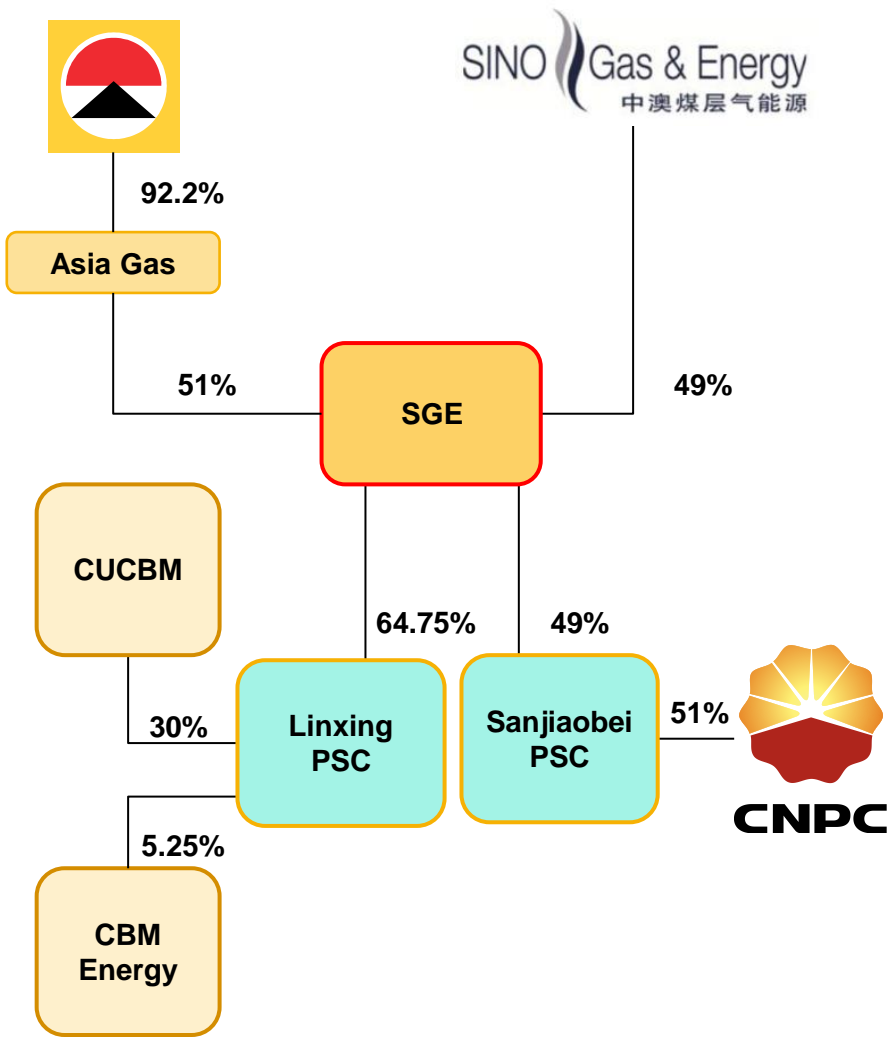 SINO Gas & Energy
中澳煤层气能源
92.2%
Asia Gas
51%
SGE
49%
CUCBM
64.75%
49%
30%
Linxing
PSC
Sanjiaobei
PSC
51%
CNPC
5.25%
CBM
Energy